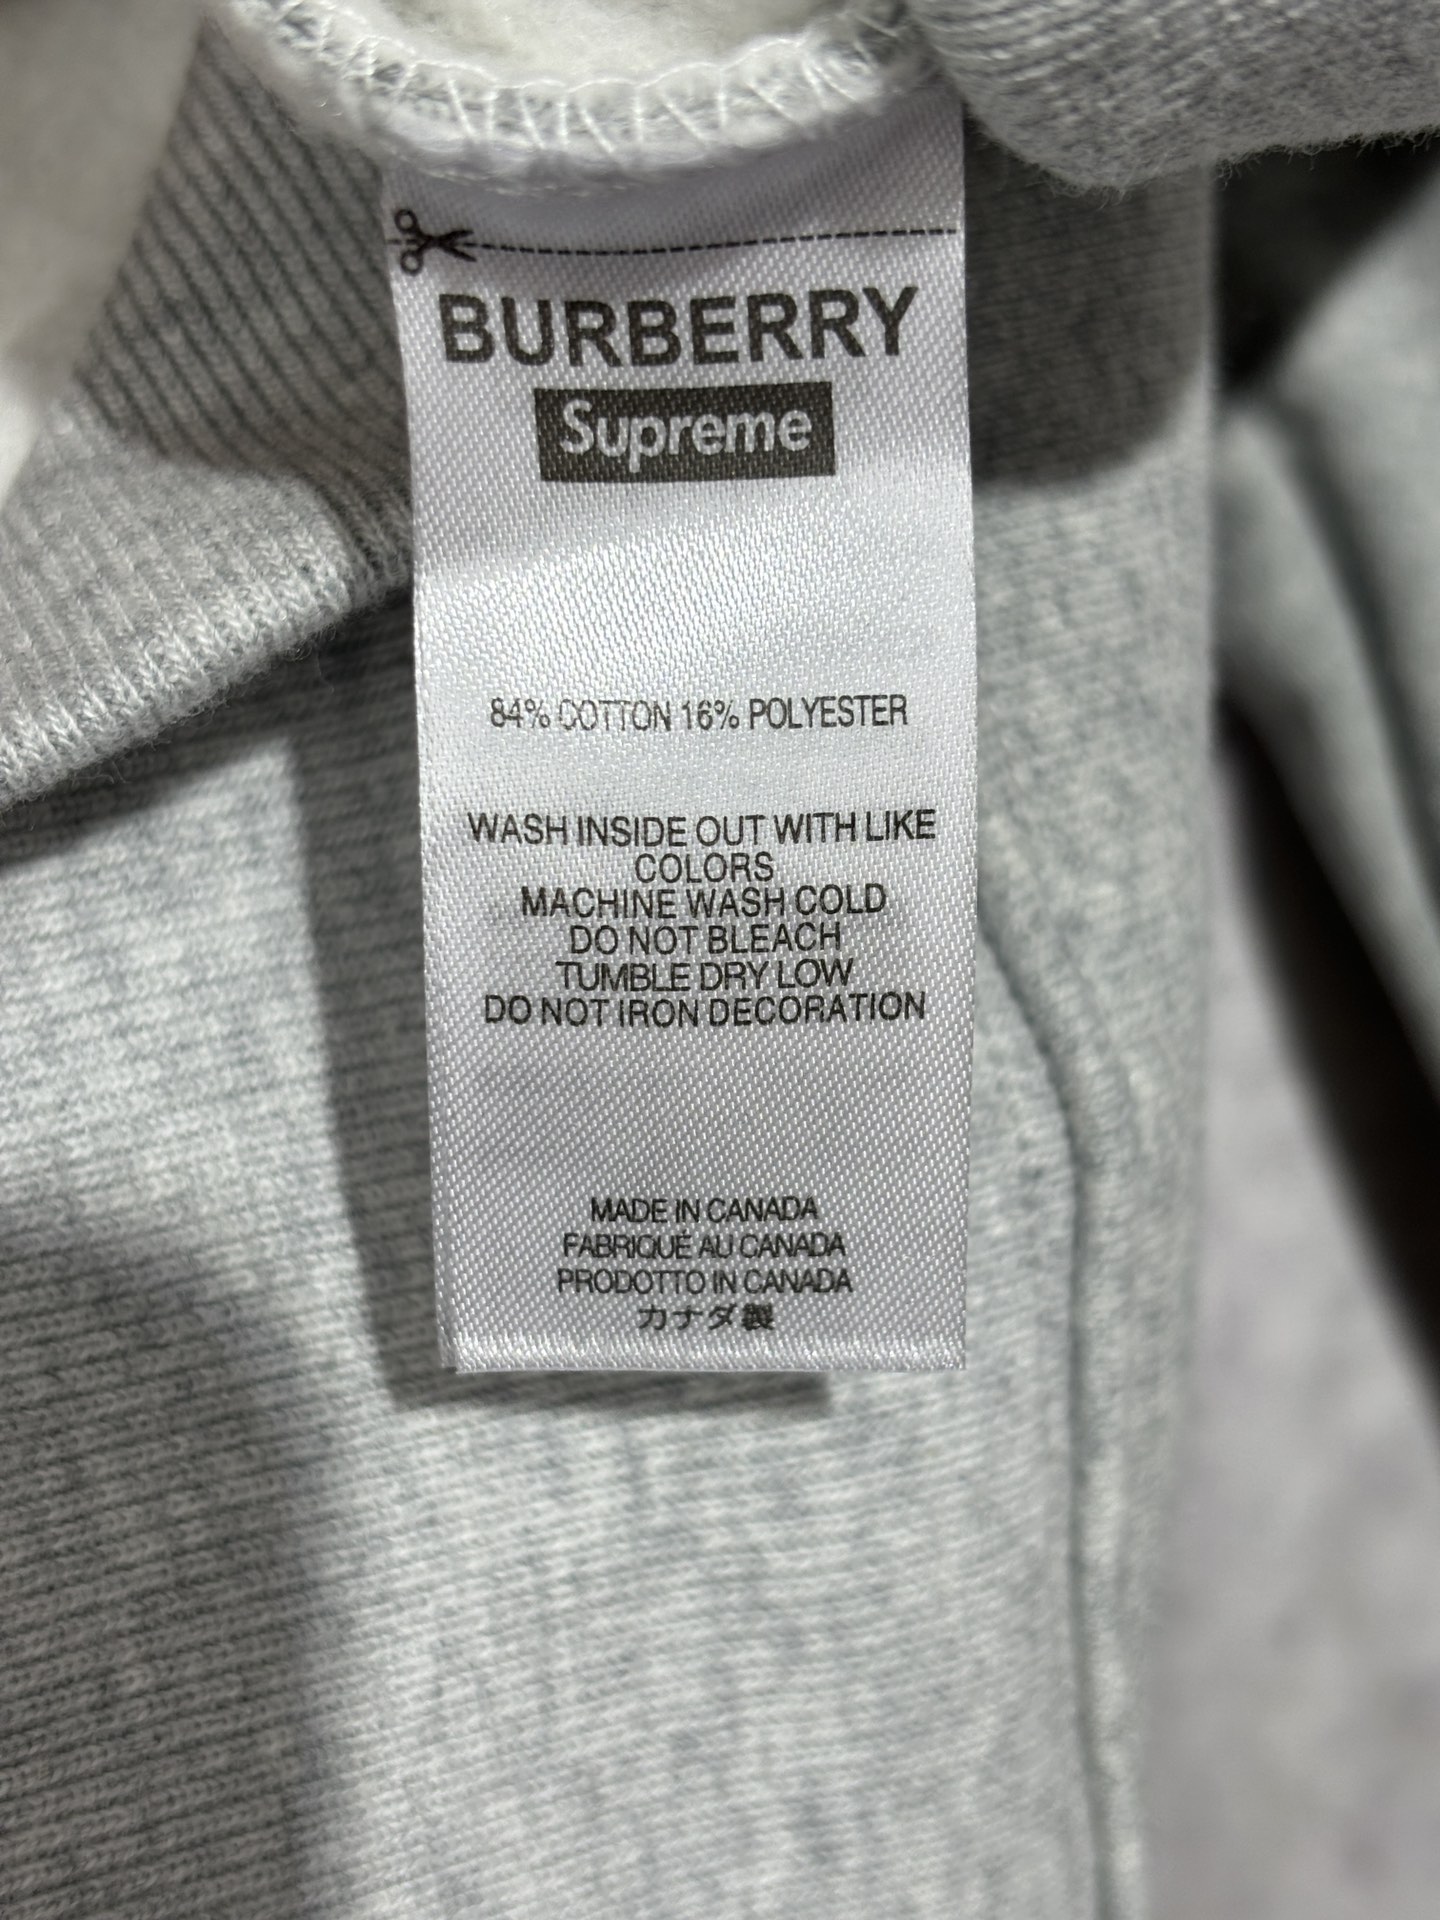 BURBERRY
Supreme
84% COTTON 16% POLYESTER
WASH INSIDE OUT WITH LIKE
COLORS
MACHINE WASH COLD
DO NOT BLEACH
TUMBLE DRY LOW
DO NOT IRON DECORATION
MADE IN CANADA
FABRIQUÉ AU CANADA
PRODOTTO IN CANADA
カナダ製